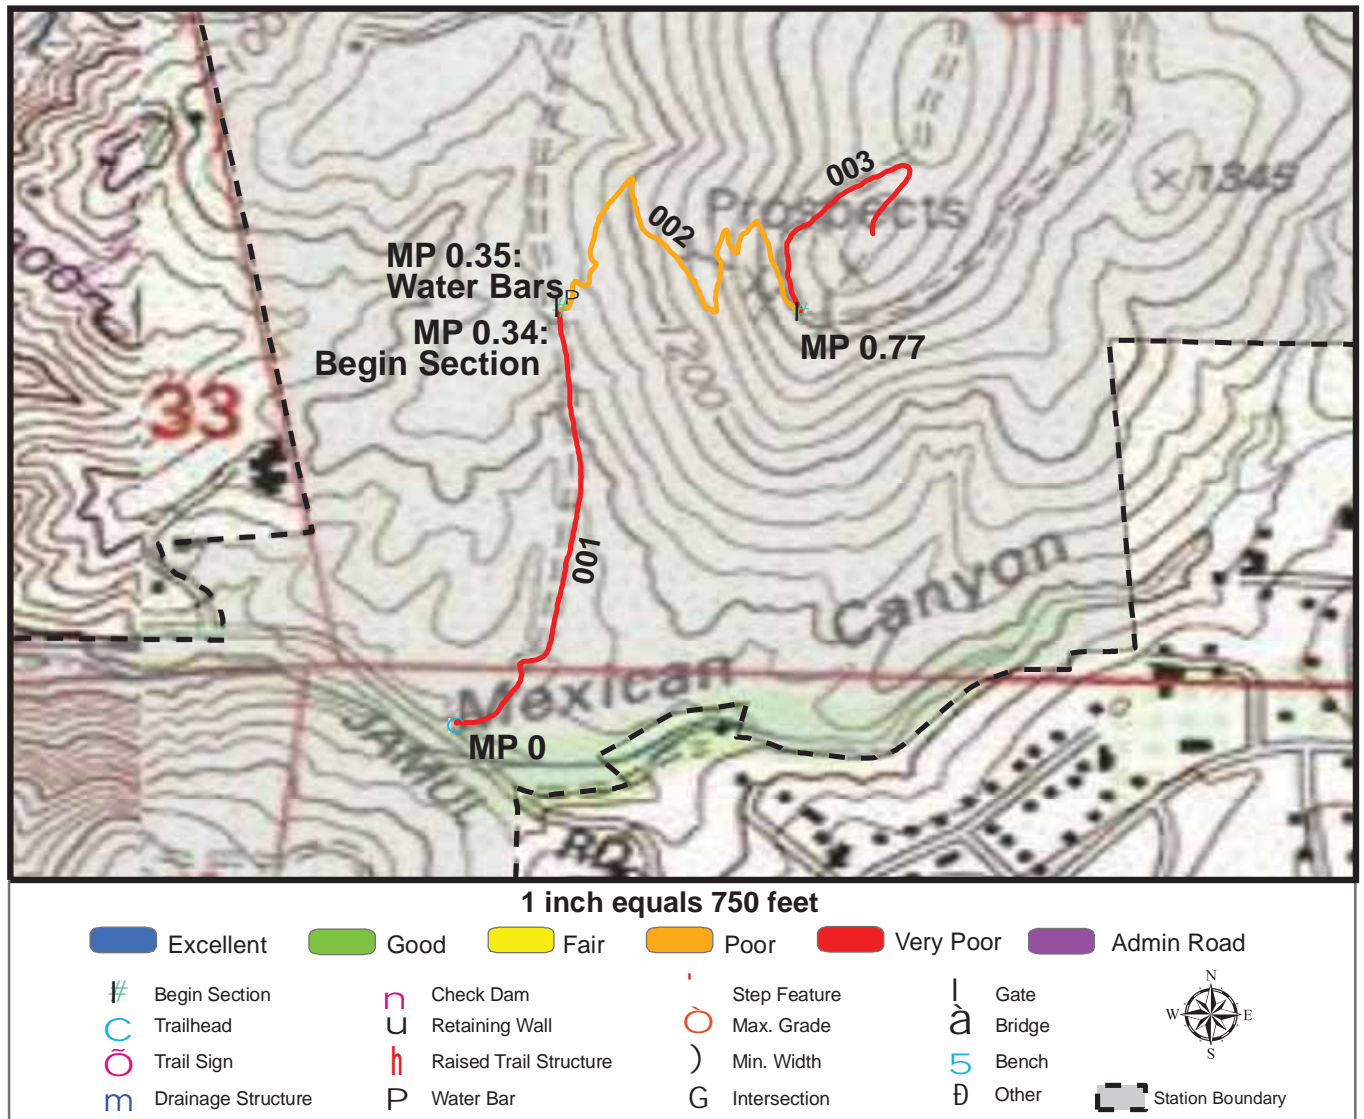 003
Prospects
×1349
002
MP 0.35:
Water Bars
P
MP 0.34:
Begin Section
MP 0.77
1200
33
001
Canyon
Mexican
MP 0
JAMUL
RD
1 inch equals 750 feet
Excellent
Good
Fair
Poor
Very Poor
Admin Road
# Begin Section
n Check Dam
' Step Feature
l Gate
C Trailhead
u Retaining Wall
Ò Max. Grade
à Bridge
Õ Trail Sign
h Raised Trail Structure
) Min. Width
5 Bench
m Drainage Structure
P Water Bar
G Intersection
Đ Other
Station Boundary
N
W E
S